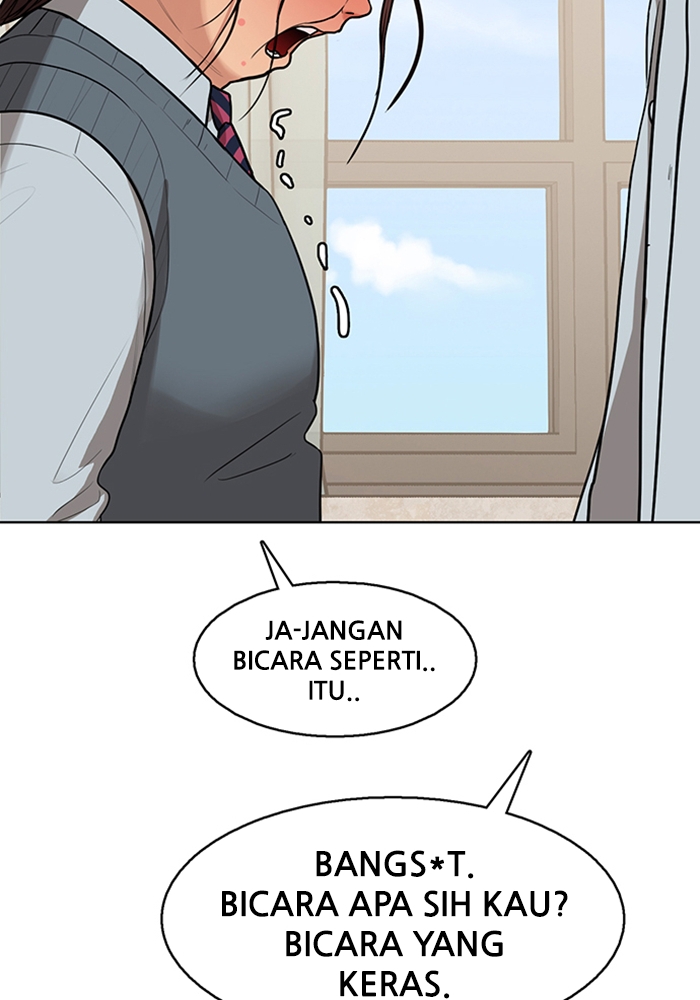 JA-JANGAN
BICARA SEPERTI..
ITU..
BANGS*T.
BICARA APA SIH KAU?
BICARA YANG
KERAS.